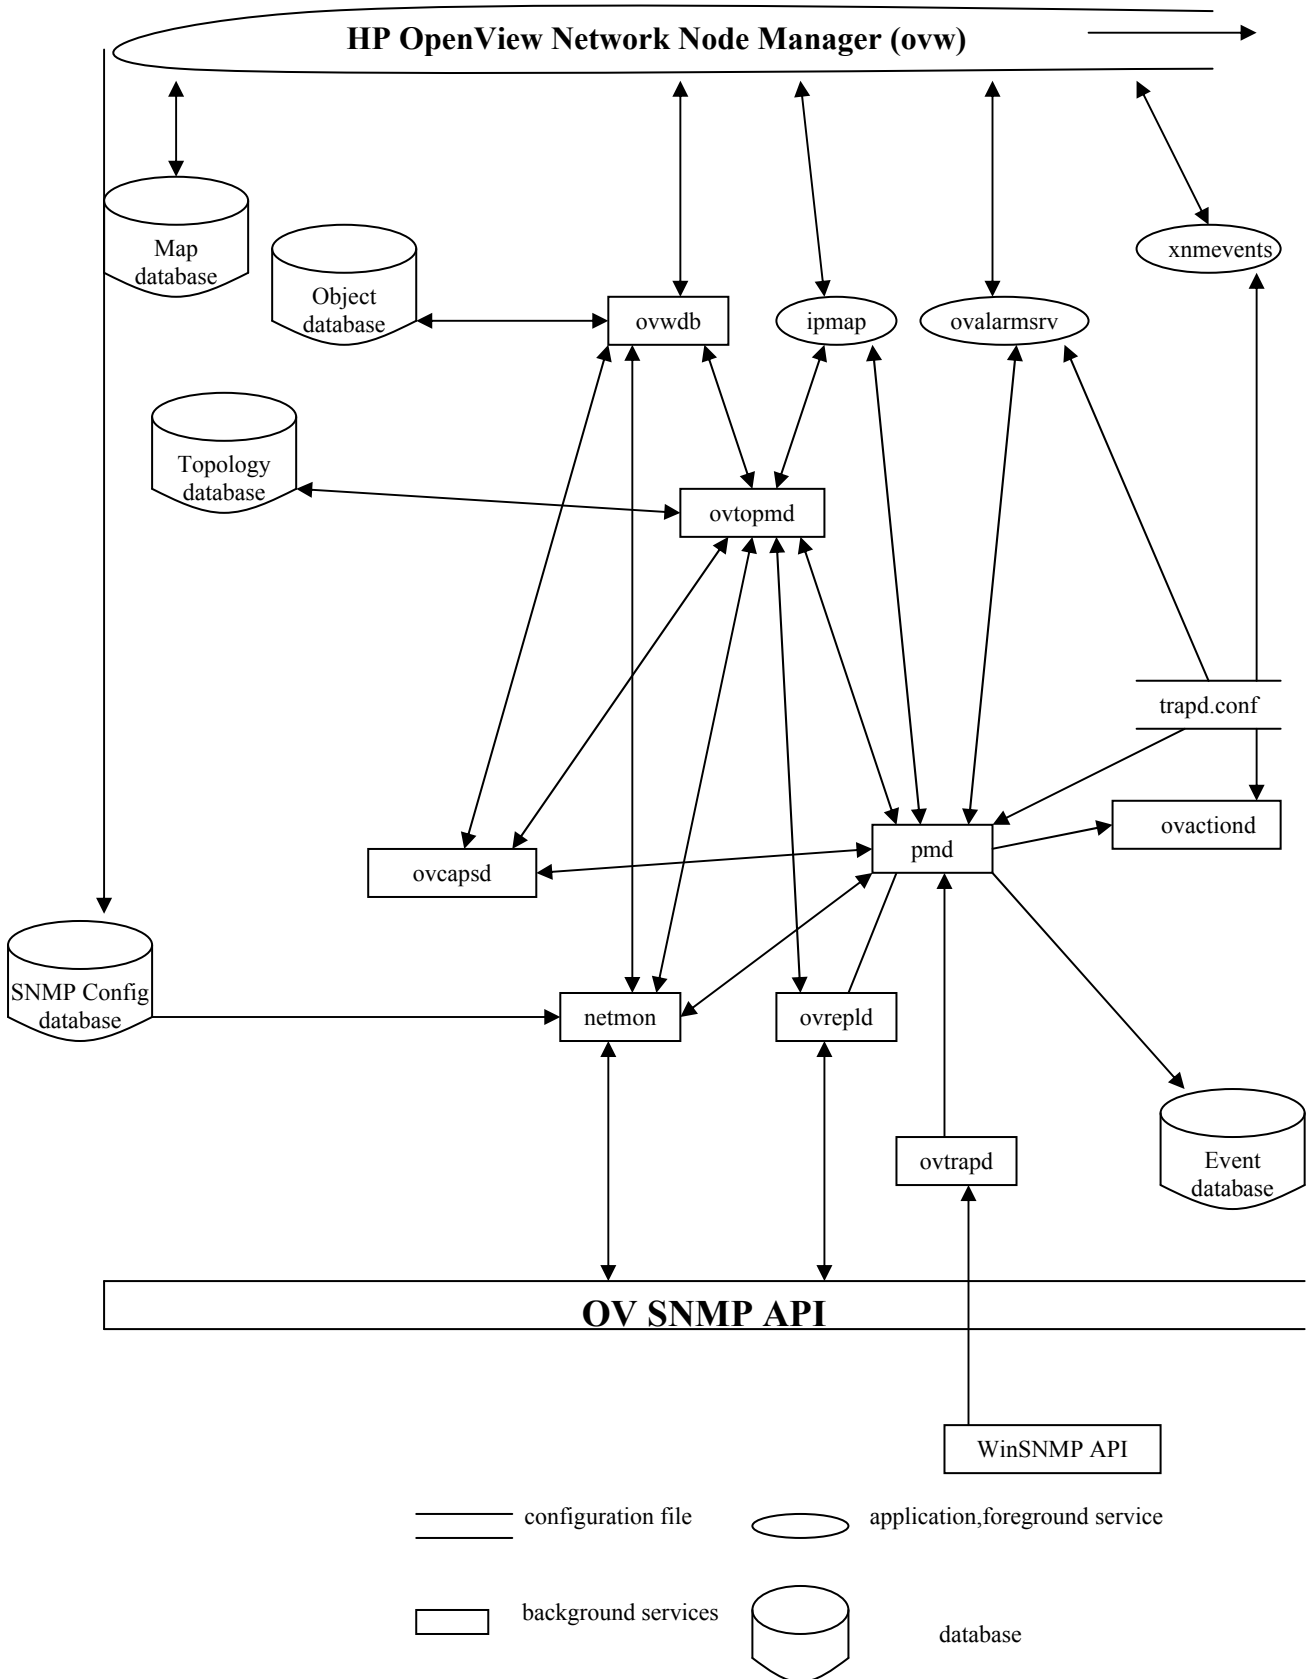 HP OpenView Network Node Manager (ovw)
Map
database
xnmevents
Object
database
ovwdb
ipmap
ovalarmsrv
Topology
database
ovtopmd
trapd.conf
ovactiond
pmd
ovcapsd
SNMP Config
database
netmon
ovrepld
ovtrapd
Event
database
OV SNMP API
WinSNMP API
configuration file
application,foreground service
background services
database